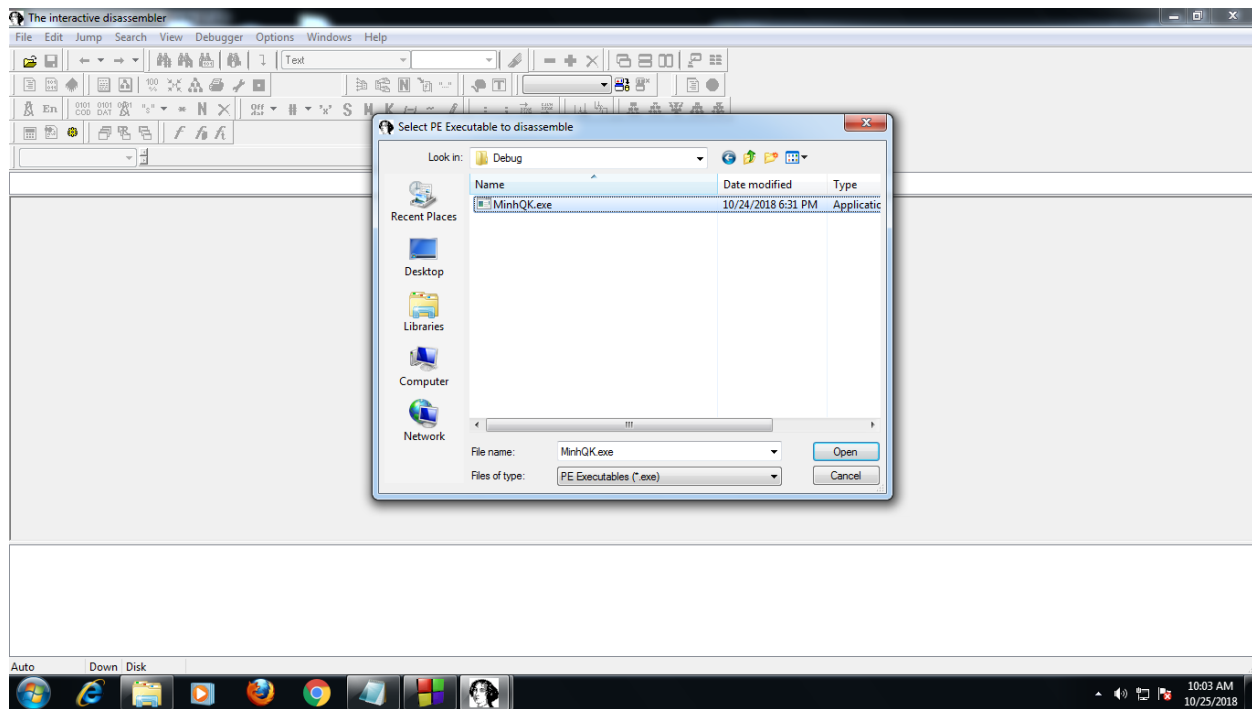 The interactive disassembler
File Edit Jump Search View Debugger Options Windows Help
Text
En N S M K
Select PE Executable to disassemble
Look in: Debug
Name Date modified Type
MinhQK.exe 10/24/2018 6:31 PM Applicatic
Recent Places
Desktop
Libraries
Computer
Network
File name: MinhQK.exe Open
Files of type: PE Executables (*.exe) Cancel
Auto Down Disk
10:03 AM
10/25/2018